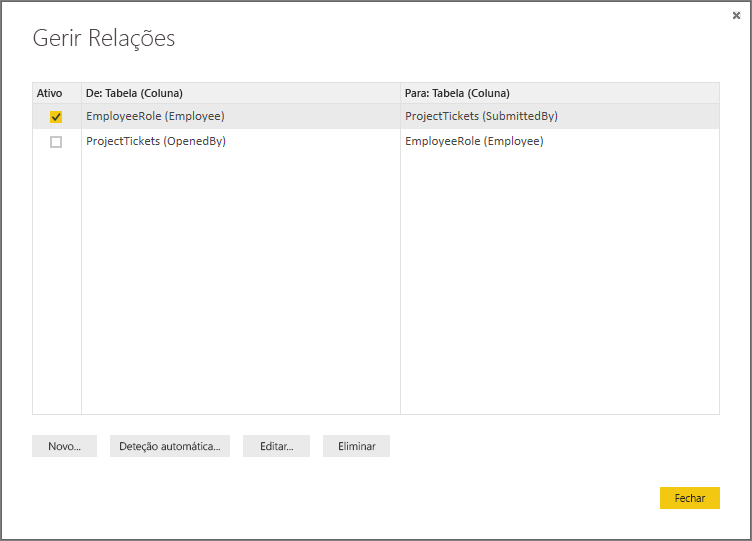 Gerir Relações
Ativo De: Tabela (Coluna) Para: Tabela (Coluna)
EmployeeRole (Employee) ProjectTickets (SubmittedBy)
ProjectTickets (OpenedBy) EmployeeRole (Employee)
Novo... Deteção automática... Editar... Eliminar
Fechar